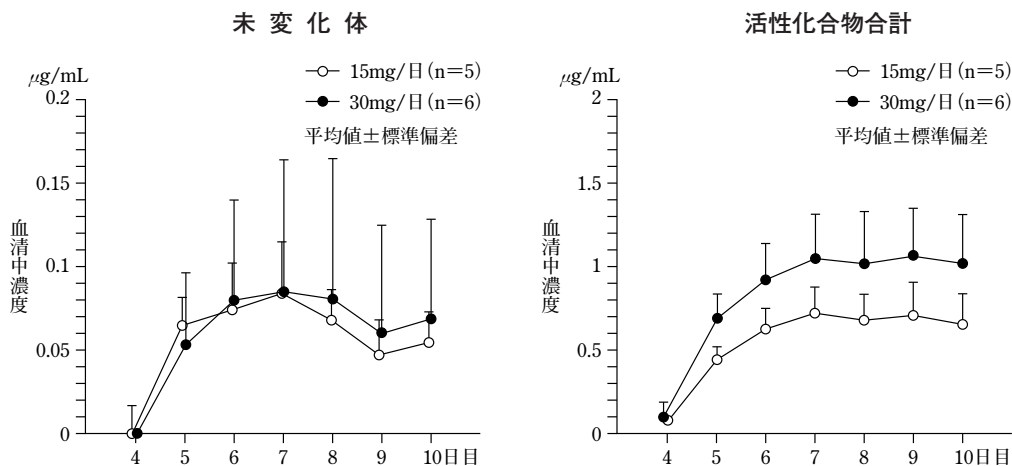 未変化体
μg/mL
15mg/日(n=5)
30mg/日(n=6)
平均値±標準偏差
0.2
0.15
0.1
0.05
0
血清中濃度
4 5 6 7 8 9 10日目
活性化合物合計
μg/mL
15mg/日(n=5)
30mg/日(n=6)
平均値±標準偏差
2
1.5
1
0.5
0
血清中濃度
4 5 6 7 8 9 10日目